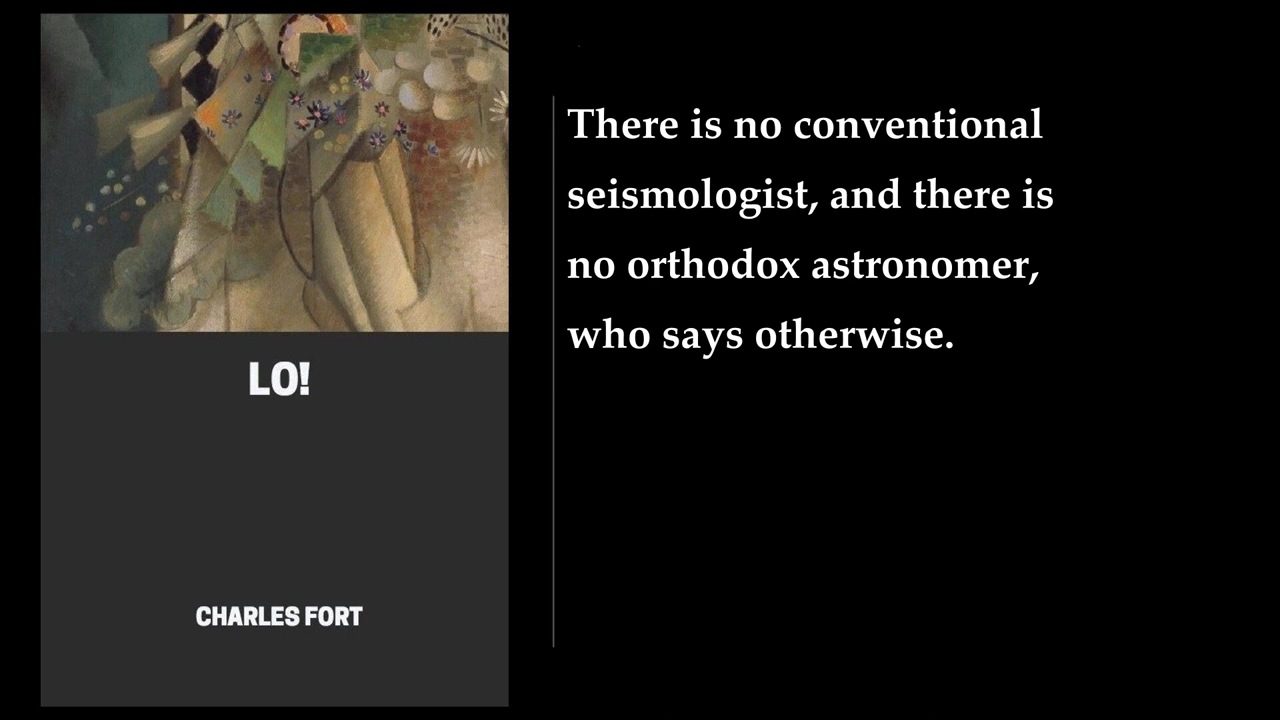 LO!
CHARLES FORT
There is no conventional
seismologist, and there is
no orthodox astronomer,
who says otherwise.